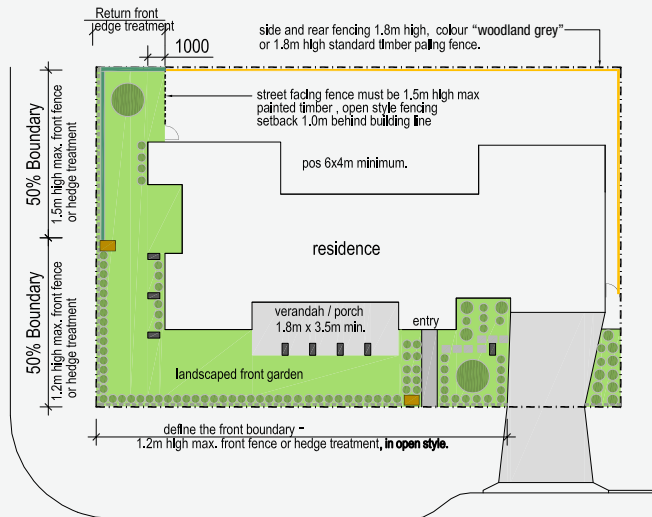 Return front
edge treatment
1000
side and rear fencing 1.8m high, colour “woodland grey”
or 1.8m high standard timber paling fence.
street facing fence must be 1.5m high max
painted timber , open style fencing
setback 1.0m behind building line
50% Boundary
1.5m high max. front fence
or hedge treatment
pos 6x4m minimum.
residence
50% Boundary
1.2m high max. front fence
or hedge treatment
verandah / porch
1.8m x 3.5m min.
entry
landscaped front garden
define the front boundary -
1.2m high max. front fence or hedge treatment, in open style.